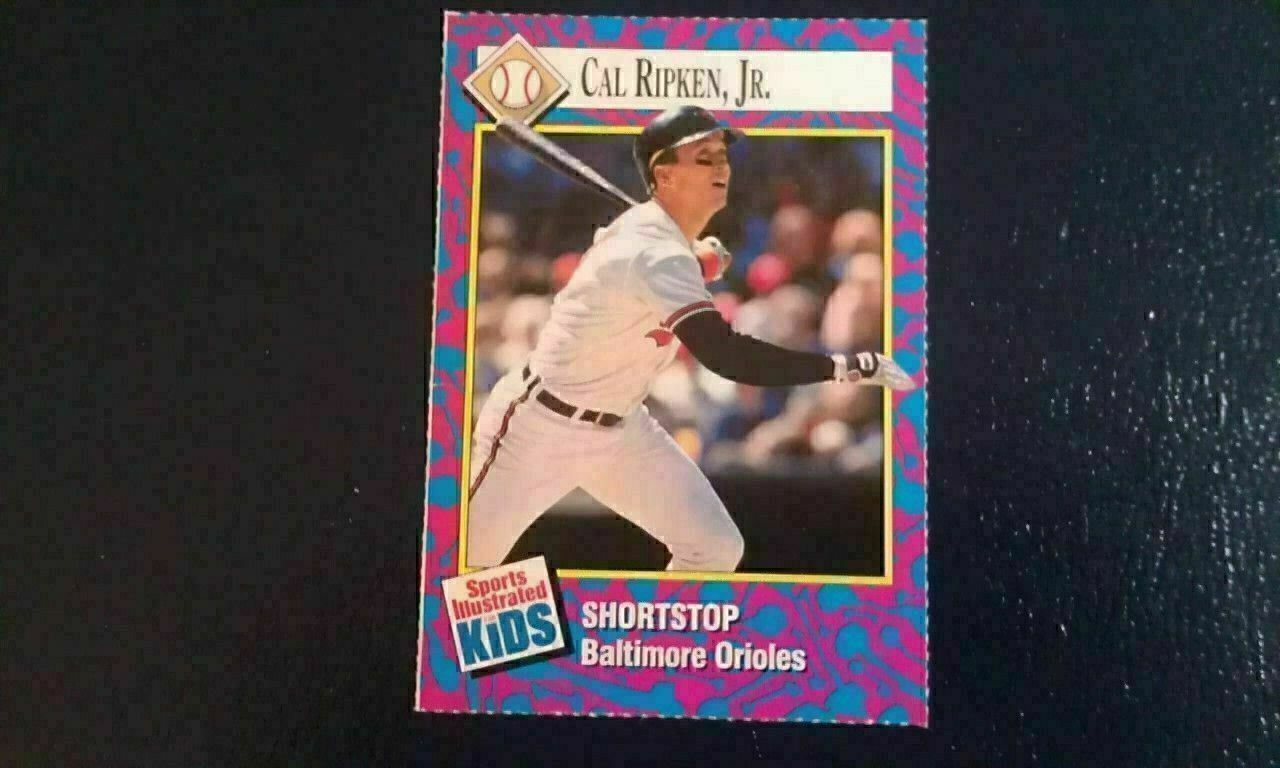 CAL RIPKEN, JR.
Sports
Illustrated
FOR
KiDS
SHORTSTOP
Baltimore Orioles